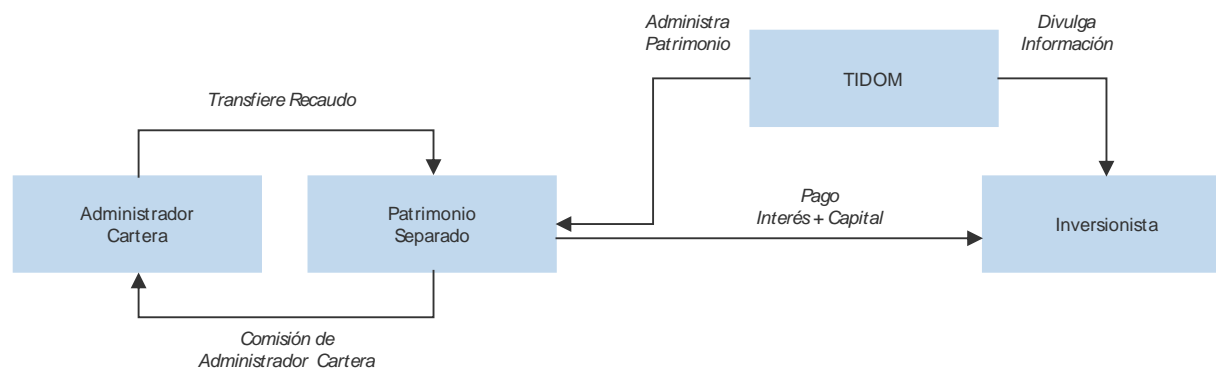 Administra
Patrimonio
Divulga
Información
TIDOM
Transfiere Recaudo
Administrador
Cartera
Patrimonio
Separado
Pago
Interés + Capital
Inversionista
Comisión de
Administrador Cartera